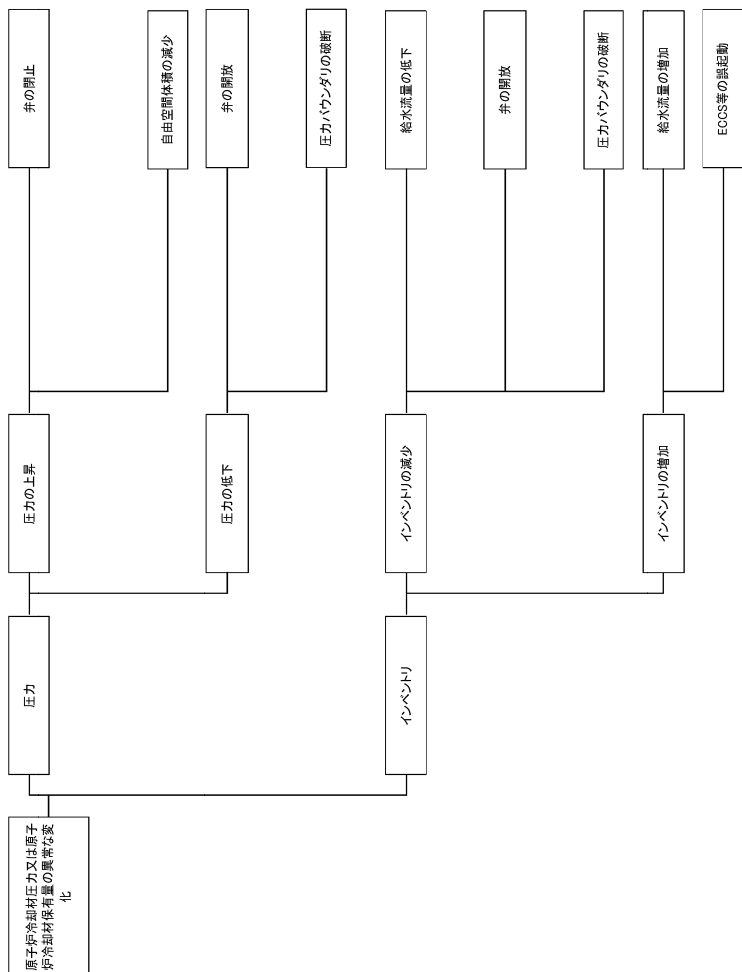 原子炉冷却材圧力又は原子
炉冷却材保有量の異常な変
化
圧力
圧力の上昇
弁の閉止
自由空間体積の減少
圧力の低下
弁の開放
圧力バウンダリの破断
インベントリ
インベントリの減少
給水流量の低下
弁の開放
圧力バウンダリの破断
インベントリの増加
給水流量の増加
ECCS等の誤起動